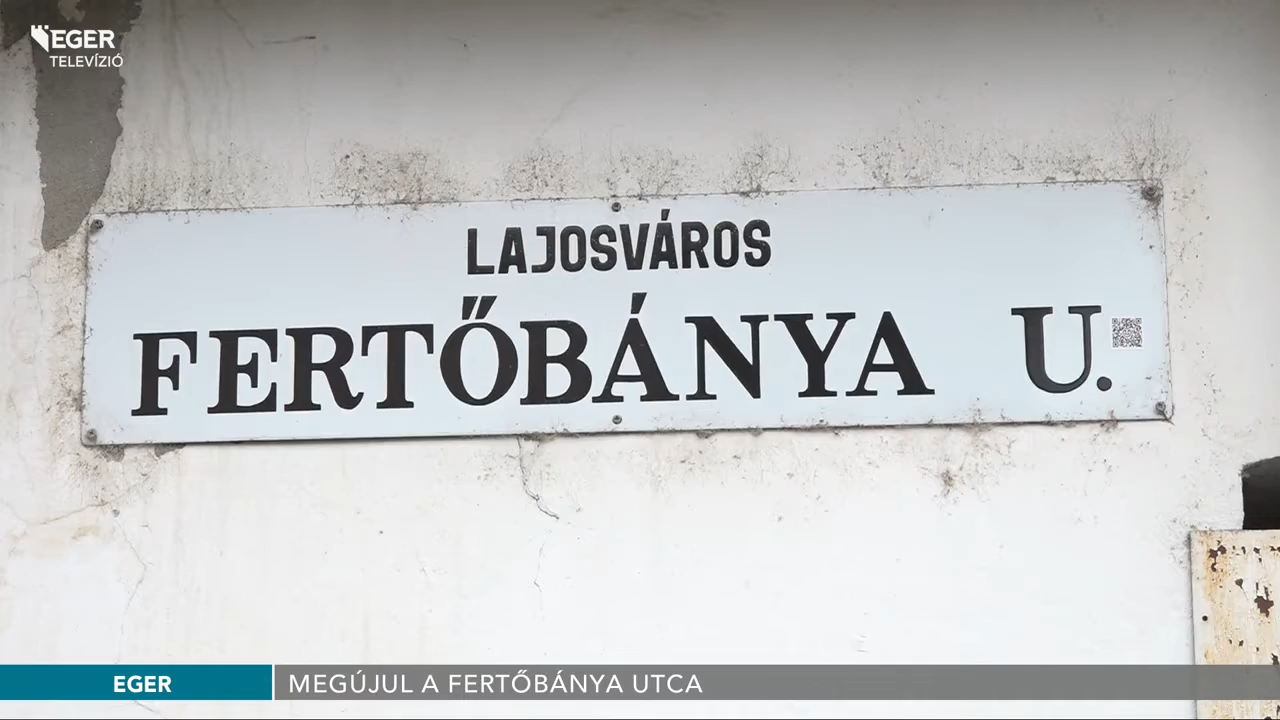 EGER
TELEVÍZIÓ
LAJOSVÁROS
FERTŐBÁNYA U.
EGER
MEGÚJUL A FERTŐBÁNYA UTCA